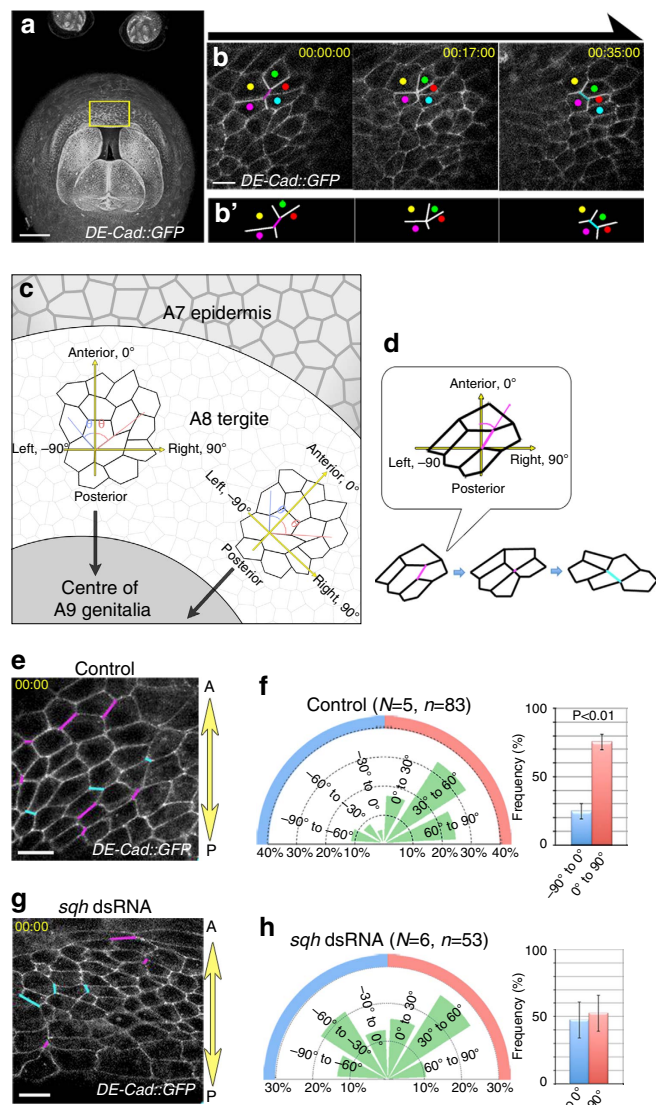 a
DE-Cad::GFP
b
00:00:00
00:17:00
00:35:00
DE-Cad::GFP
b'
c
A7 epidermis
Anterior, 0°
θ
θ
A8 tergite
Left, –90°
Right, 90°
Posterior
Anterior, 0°
Left, –90°
Posterior
Right, 90°
Centre of
A9 genitalia
d
Anterior, 0°
Left, –90
Right, 90°
Posterior
e
Control
00:00
DE-Cad::GFP
A
P
f
Control (N=5, n=83)
–90° to –60°
–60° to –30°
–30° to 0°
0° to 30°
30° to 60°
60° to 90°
40% 30% 20% 10% 10% 20% 30% 40%
P<0.01
Frequency (%)
100
50
0
–90° to 0°
0° to 90°
g
sqh dsRNA
00:00
DE-Cad::GFP
A
P
h
sqh dsRNA (N=6, n=53)
–90° to –60°
–60° to –30°
–30° to 0°
0° to 30°
30° to 60°
60° to 90°
30% 20% 10% 10% 20% 30%
Frequency (%)
100
50
0
to 0°
90°